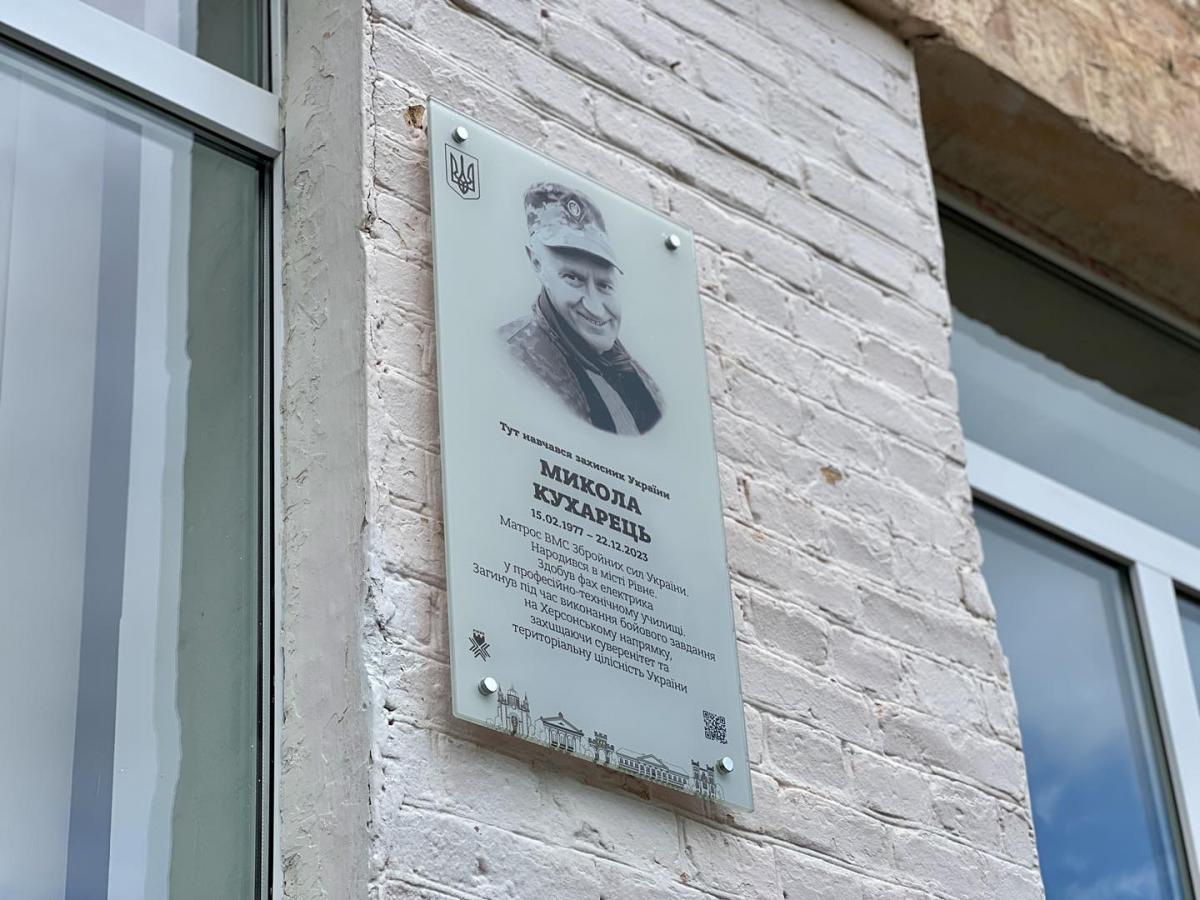 Тут навчався захисник України
МИКОЛА
КУХАРЕЦЬ
15.02.1977 – 22.12.2023
Матрос ВМС Збройних сил України.
Народився в місті Рівне.
Здобув фах електрика
у професійно-технічному училищі.
Загинув під час виконання бойового завдання
на Херсонському напрямку,
захищаючи суверенітет та
територіальну цілісність України